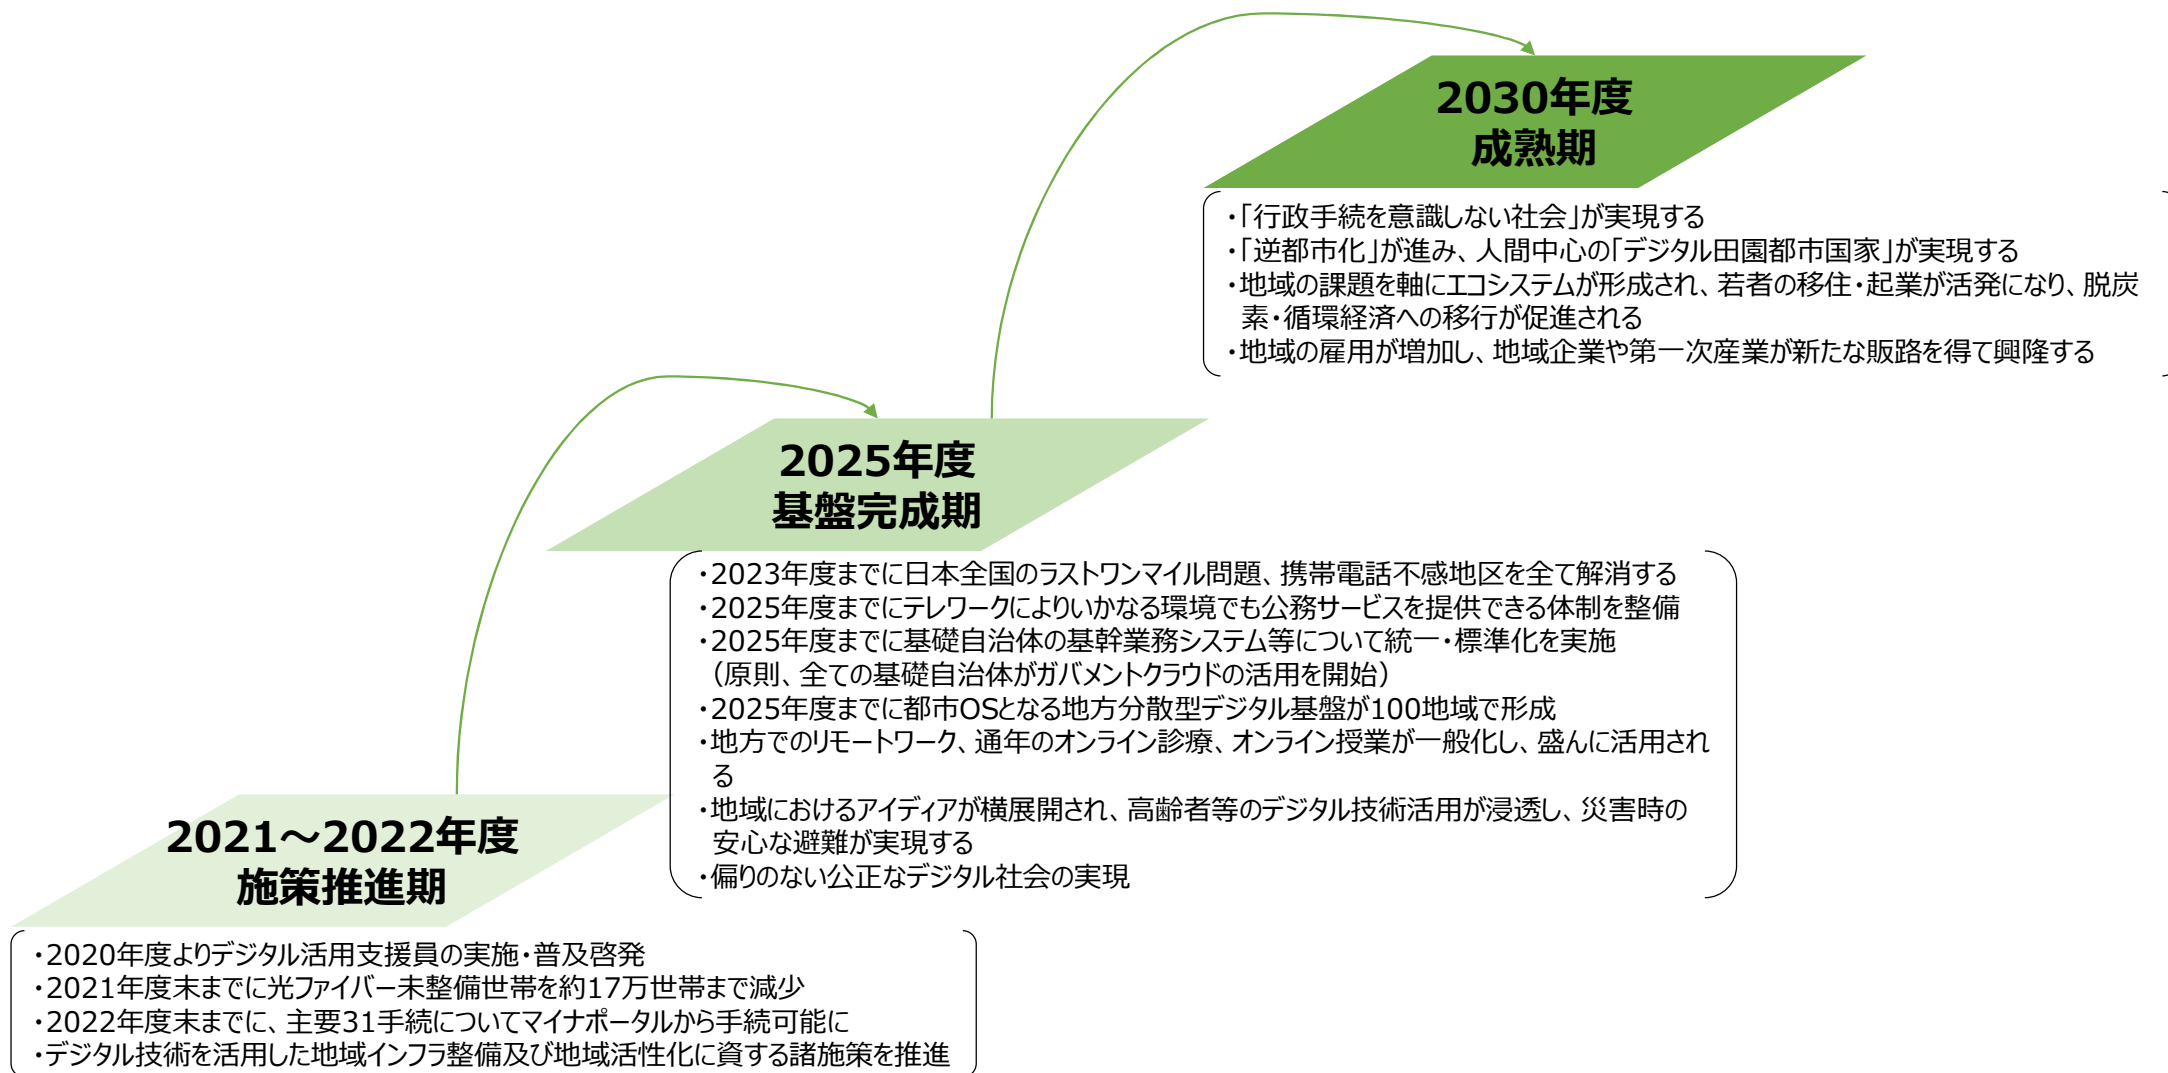 2030年度
成熟期
・「行政手続を意識しない社会」が実現する
・「逆都市化」が進み、人間中心の「デジタル田園都市国家」が実現する
・地域の課題を軸にエコシステムが形成され、若者の移住・起業が活発になり、脱炭
素・循環経済への移行が促進される
・地域の雇用が増加し、地域企業や第一次産業が新たな販路を得て興隆する
2025年度
基盤完成期
・2023年度までに日本全国のラストワンマイル問題、携帯電話不感地区を全て解消する
・2025年度までにテレワークによりいかなる環境でも公務サービスを提供できる体制を整備
・2025年度までに基礎自治体の基幹業務システム等について統一・標準化を実施
（原則、全ての基礎自治体がガバメントクラウドの活用を開始）
・2025年度までに都市OSとなる地方分散型デジタル基盤が100地域で形成
・地方でのリモートワーク、通年のオンライン診療、オンライン授業が一般化し、盛んに活用され
る
・地域におけるアイディアが横展開され、高齢者等のデジタル技術活用が浸透し、災害時の
安心な避難が実現する
・偏りのない公正なデジタル社会の実現
2021～2022年度
施策推進期
・2020年度よりデジタル活用支援員の実施・普及啓発
・2021年度末までに光ファイバー未整備世帯を約17万世帯まで減少
・2022年度末までに、主要31手続についてマイナポータルから手続可能に
・デジタル技術を活用した地域インフラ整備及び地域活性化に資する諸施策を推進